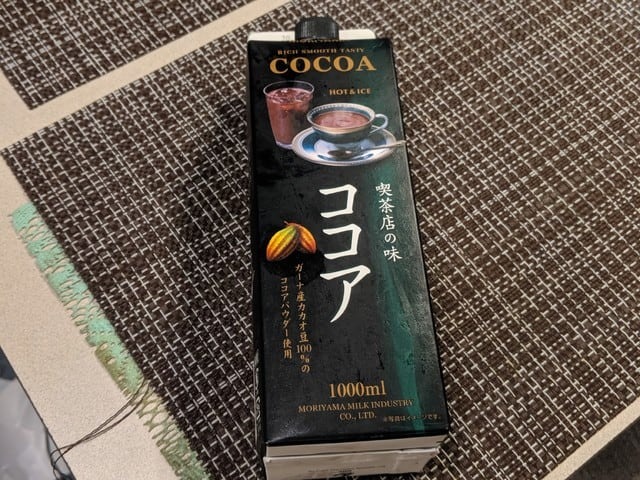 RICH SMOOTH TASTY
COCOA
HOT & ICE
喫茶店の味
ココア
ガーナ産カカオ豆100%の
ココアパウダー使用
1000ml
MORIYAMA MILK INDUSTRY
CO., LTD.
※写真はイメージです。